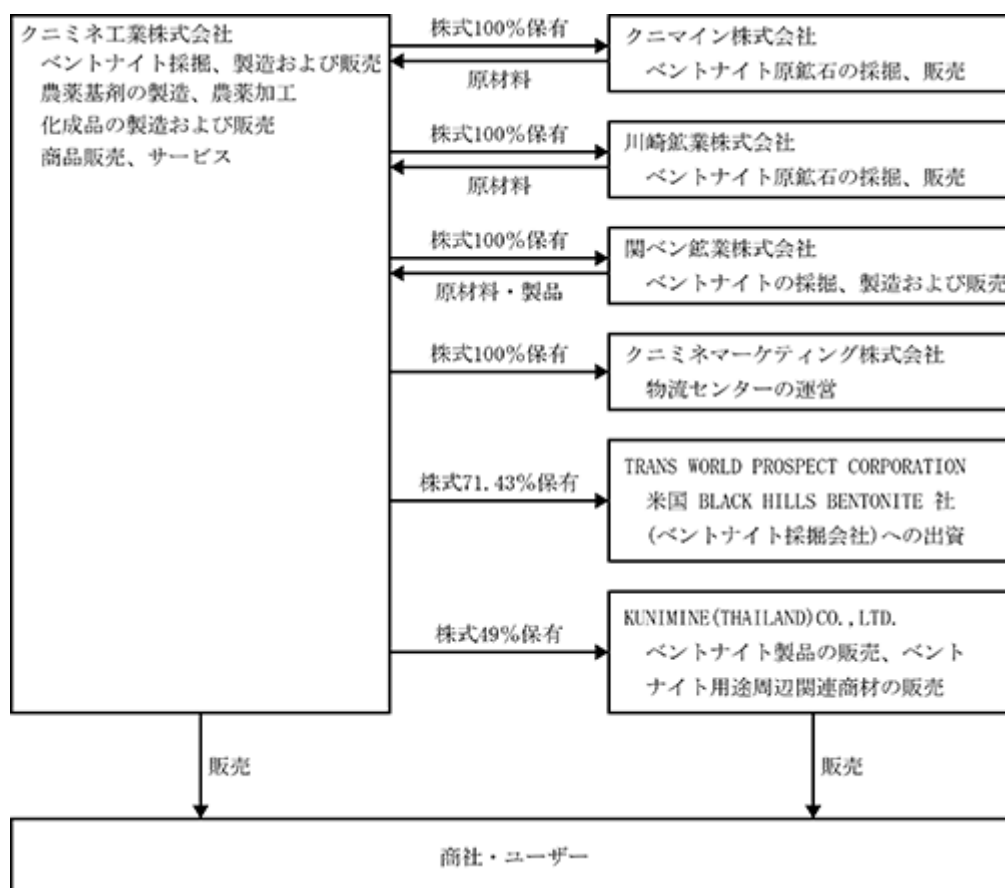 クニミネ工業株式会社
ベントナイト採掘、製造および販売
農薬基剤の製造、農薬加工
化成品の製造および販売
商品販売、サービス
株式100%保有
原材料
クニマイン株式会社
ベントナイト原鉱石の採掘、販売
株式100%保有
原材料
川崎鉱業株式会社
ベントナイト原鉱石の採掘、販売
株式100%保有
原材料・製品
関ベン鉱業株式会社
ベントナイトの採掘、製造および販売
株式100%保有
クニミネマーケティング株式会社
物流センターの運営
株式71.43%保有
TRANS WORLD PROSPECT CORPORATION
米国 BLACK HILLS BENTONITE 社
(ベントナイト採掘会社)への出資
株式49%保有
KUNIMINE(THAILAND)CO.,LTD.
ベントナイト製品の販売、ベント
ナイト用途周辺関連商材の販売
販売
販売
商社・ユーザー